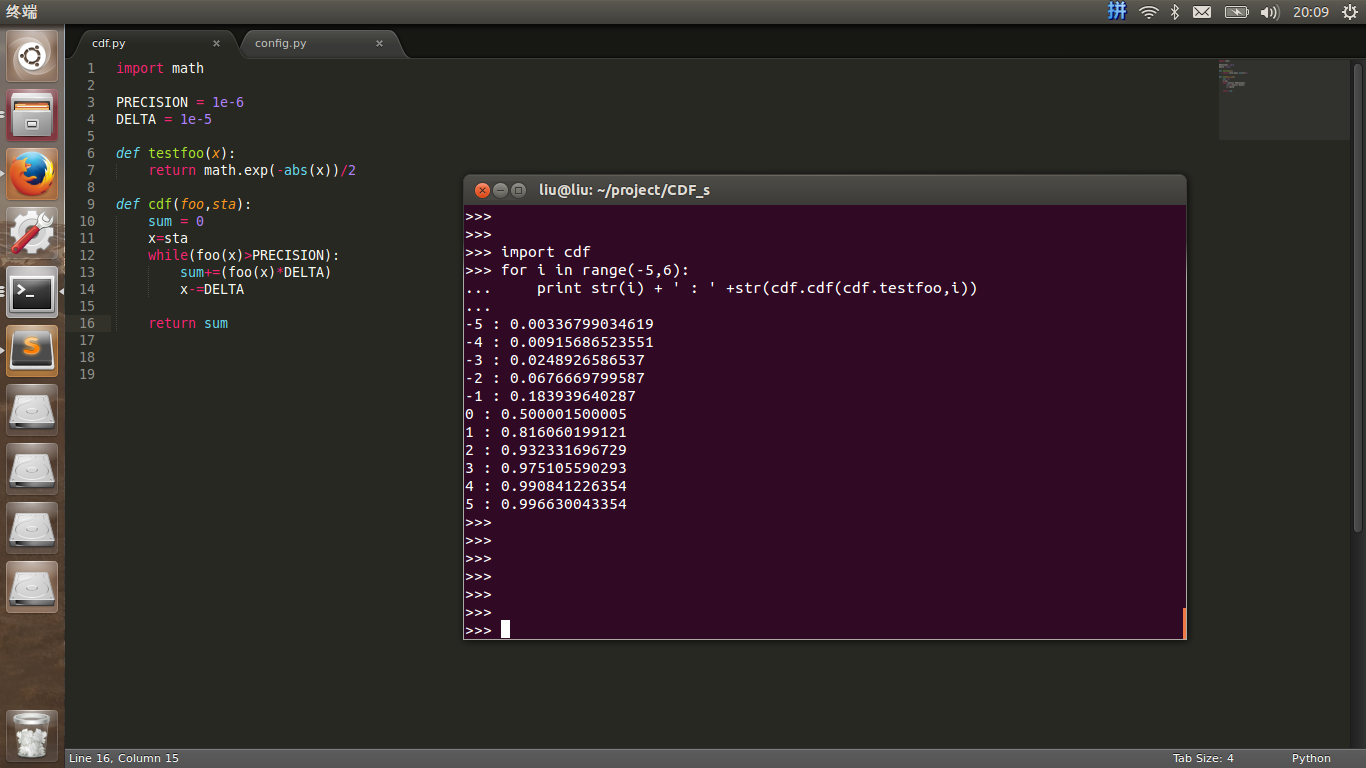 终端
拼
20:09
cdf.py × config.py ×
1 import math
2
3 PRECISION = 1e-6
4 DELTA = 1e-5
5
6 def testfoo(x):
7     return math.exp(-abs(x))/2
8
9 def cdf(foo,sta):
10     sum = 0
11     x=sta
12     while(foo(x)>PRECISION):
13         sum+=(foo(x)*DELTA)
14         x-=DELTA
15
16     return sum
17
18
19
liu@liu: ~/project/CDF_s
>>>
>>>
>>> import cdf
>>> for i in range(-5,6):
...     print str(i) + ' : ' +str(cdf.cdf(cdf.testfoo,i))
...
-5 : 0.00336799034619
-4 : 0.00915686523551
-3 : 0.0248926586537
-2 : 0.0676669799587
-1 : 0.183939640287
0 : 0.500001500005
1 : 0.816060199121
2 : 0.932331696729
3 : 0.975105590293
4 : 0.990841226354
5 : 0.996630043354
>>>
>>>
>>>
>>>
>>>
>>>
>>>
Line 16, Column 15
Tab Size: 4
Python